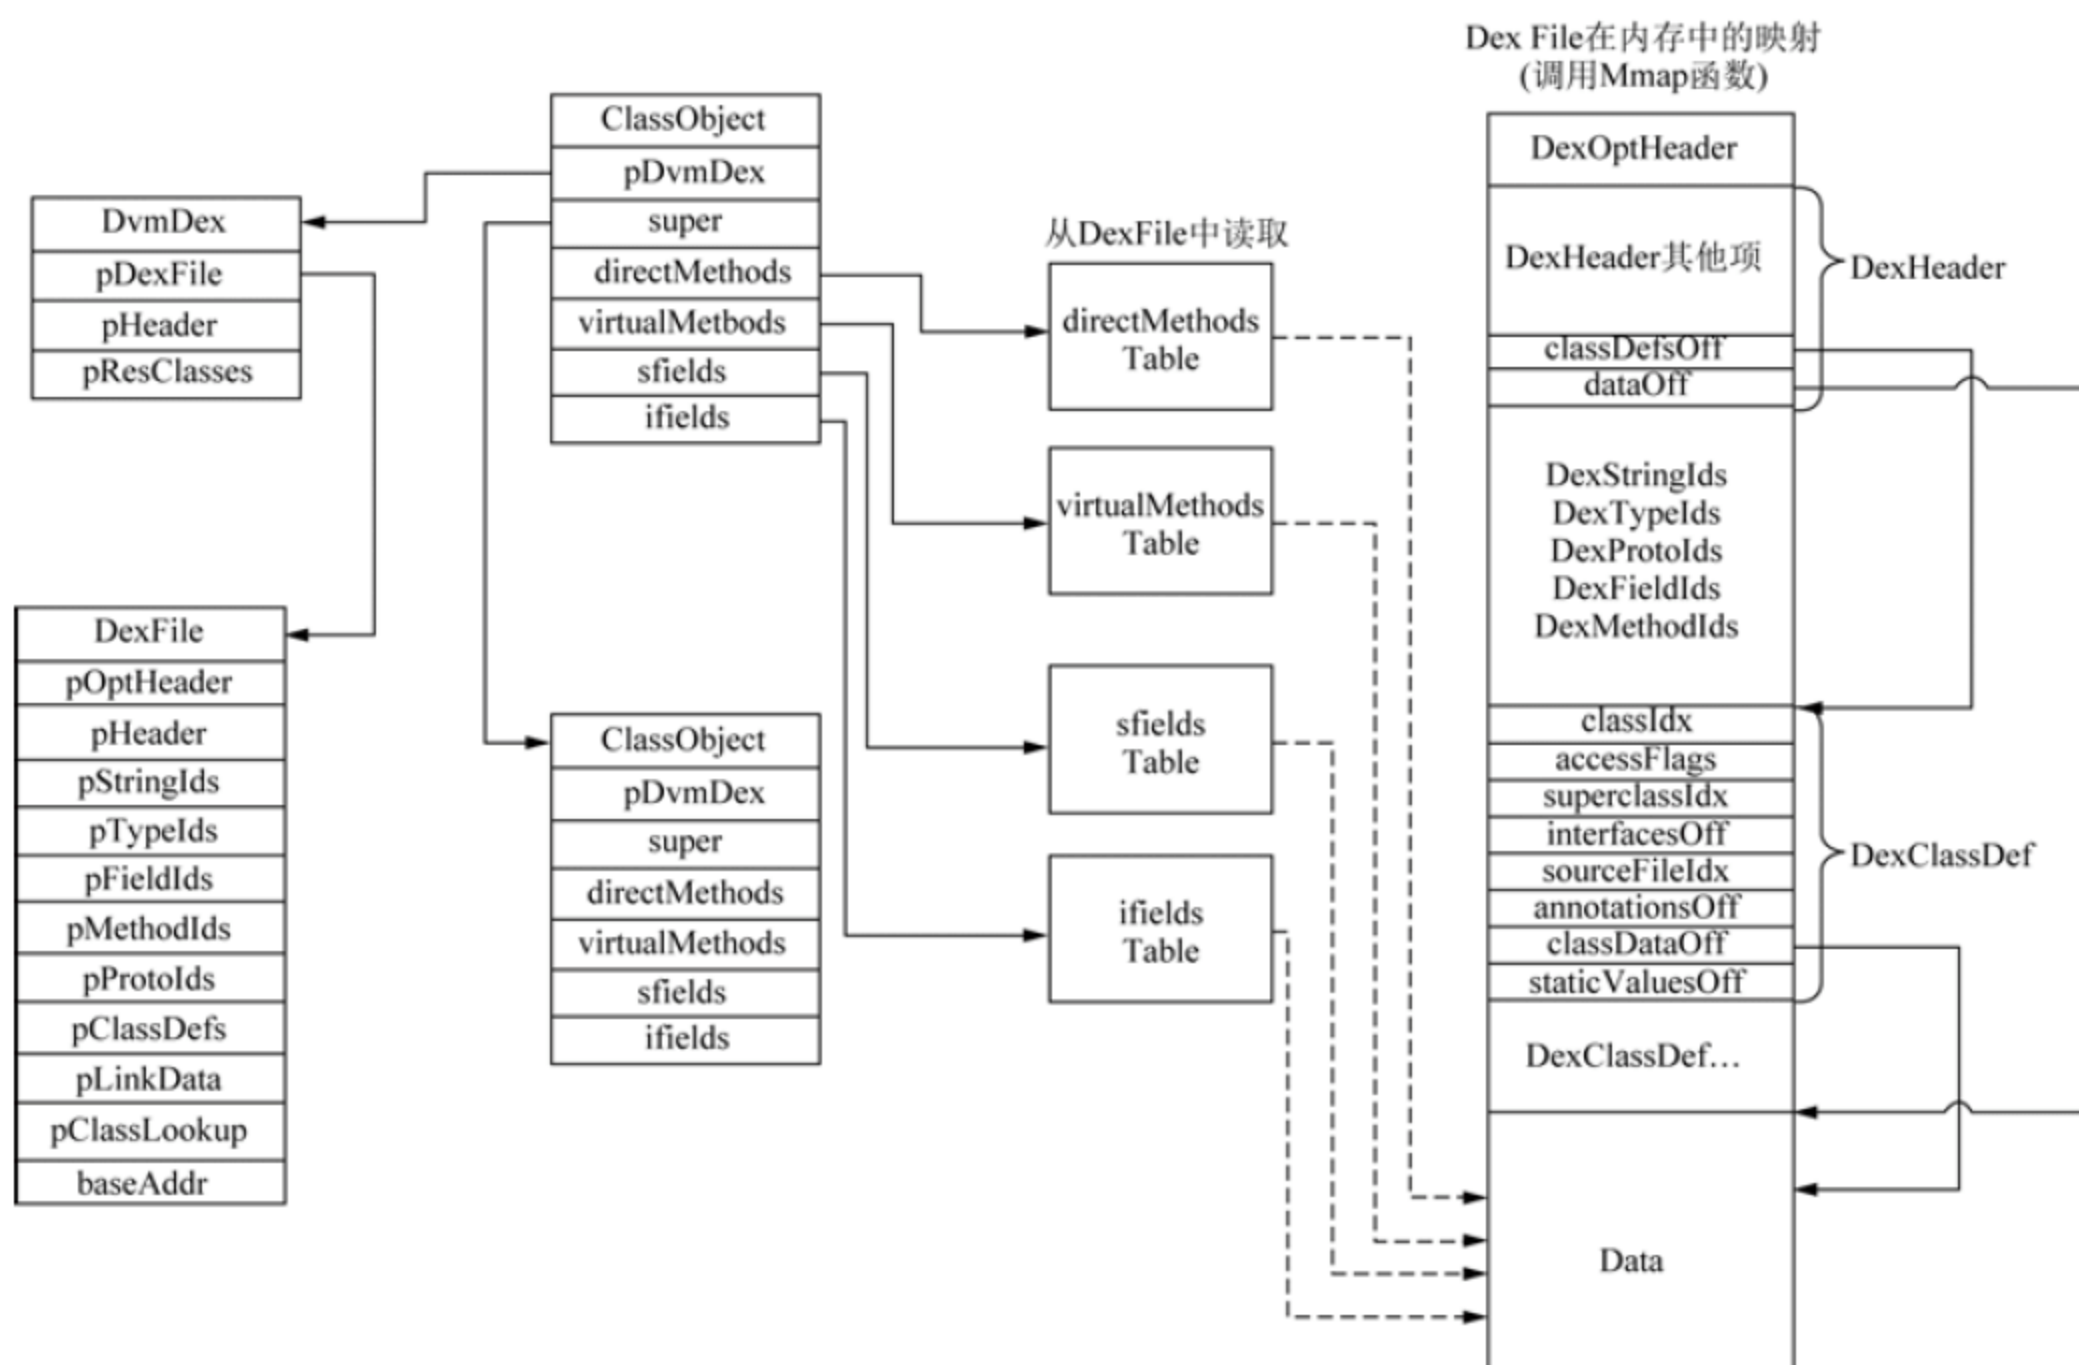 DvmDex
pDexFile
pHeader
pResClasses
DexFile
pOptHeader
pHeader
pStringIds
pTypeIds
pFieldIds
pMethodIds
pProtoIds
pClassDefs
pLinkData
pClassLookup
baseAddr
ClassObject
pDvmDex
super
directMethods
virtualMetbods
sfields
ifields
ClassObject
pDvmDex
super
directMethods
virtualMethods
sfields
ifields
从DexFile中读取
directMethods
Table
virtualMethods
Table
sfields
Table
ifields
Table
Dex File在内存中的映射
(调用Mmap函数)
DexOptHeader
DexHeader其他项
classDefsOff
dataOff
DexStringIds
DexTypeIds
DexProtoIds
DexFieldIds
DexMethodIds
classIdx
accessFlags
superclassIdx
interfacesOff
sourceFileIdx
annotationsOff
classDataOff
staticValuesOff
DexClassDef...
Data
DexHeader
DexClassDef